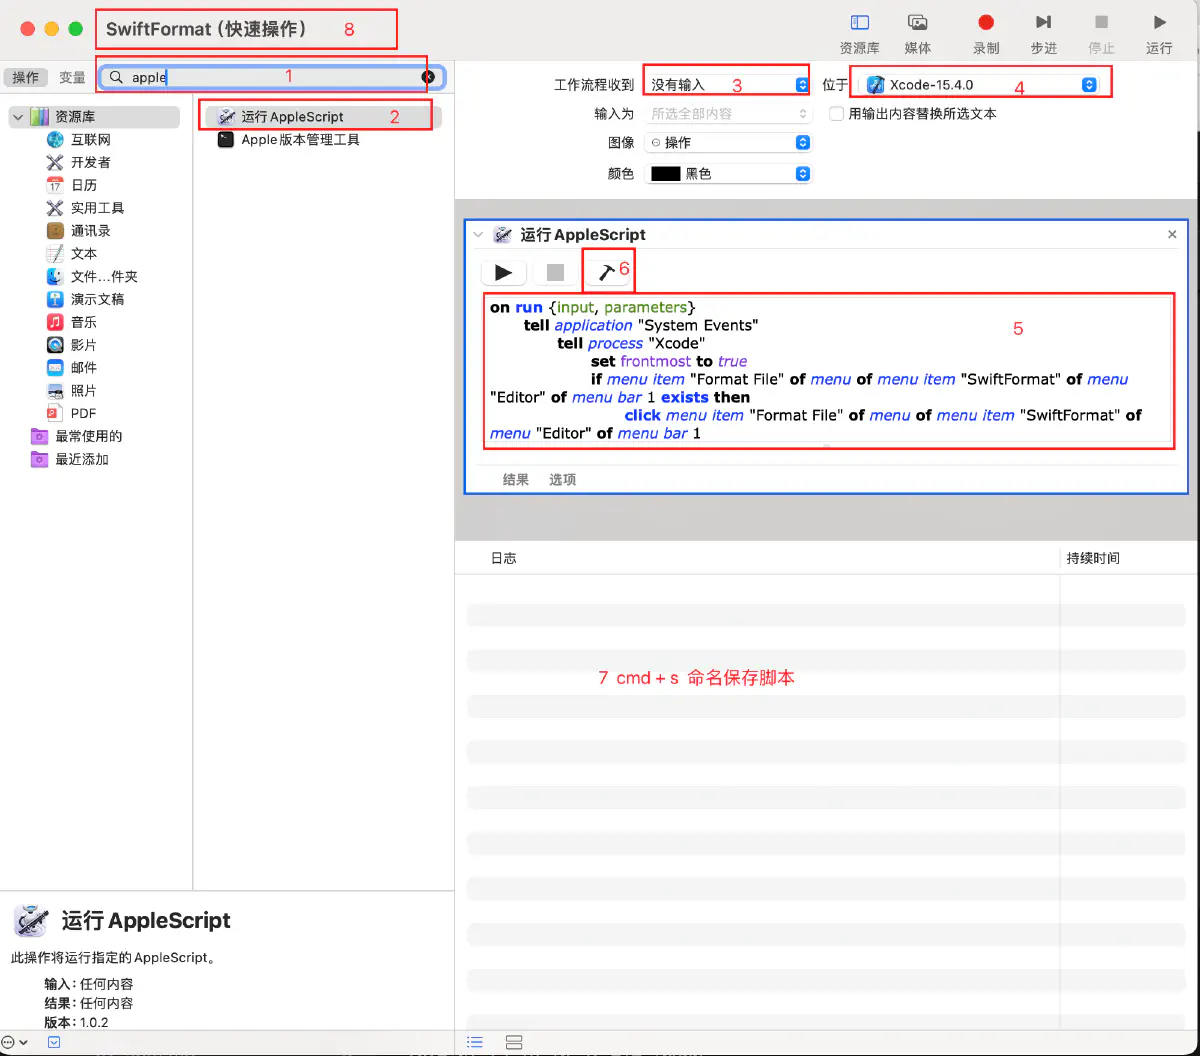 SwiftFormat (快速操作)
8
资源库
媒体
录制
步进
停止
运行
操作
变量
apple
1
资源库
互联网
开发者
17
日历
实用工具
通讯录
文本
文件...件夹
演示文稿
音乐
影片
邮件
照片
PDF
最常使用的
最近添加
运行 AppleScript
2
Apple 版本管理工具
工作流程收到
没有输入
3
位于
Xcode-15.4.0
4
输入为
所选全部内容
用输出内容替换所选文本
图像
操作
颜色
黑色
运行 AppleScript
6
on run {input, parameters}
tell application "System Events"
tell process "Xcode"
set frontmost to true
if menu item "Format File" of menu of menu item "SwiftFormat" of menu
"Editor" of menu bar 1 exists then
click menu item "Format File" of menu of menu item "SwiftFormat" of
menu "Editor" of menu bar 1
5
结果
选项
日志
持续时间
7 cmd + s 命名保存脚本
运行 AppleScript
此操作将运行指定的 AppleScript。
输入：任何内容
结果：任何内容
版本：1.0.2